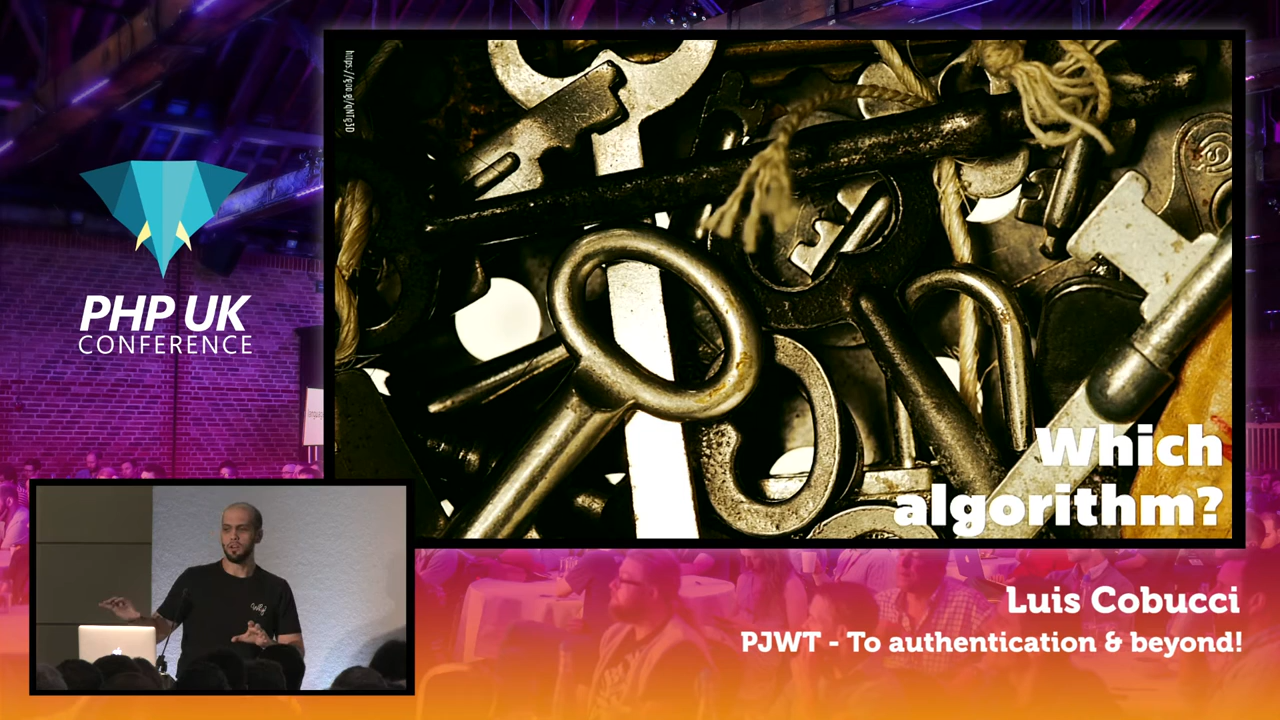 PHP UK
CONFERENCE
Which
algorithm?
Luis Cobucci
PJWT - To authentication & beyond!